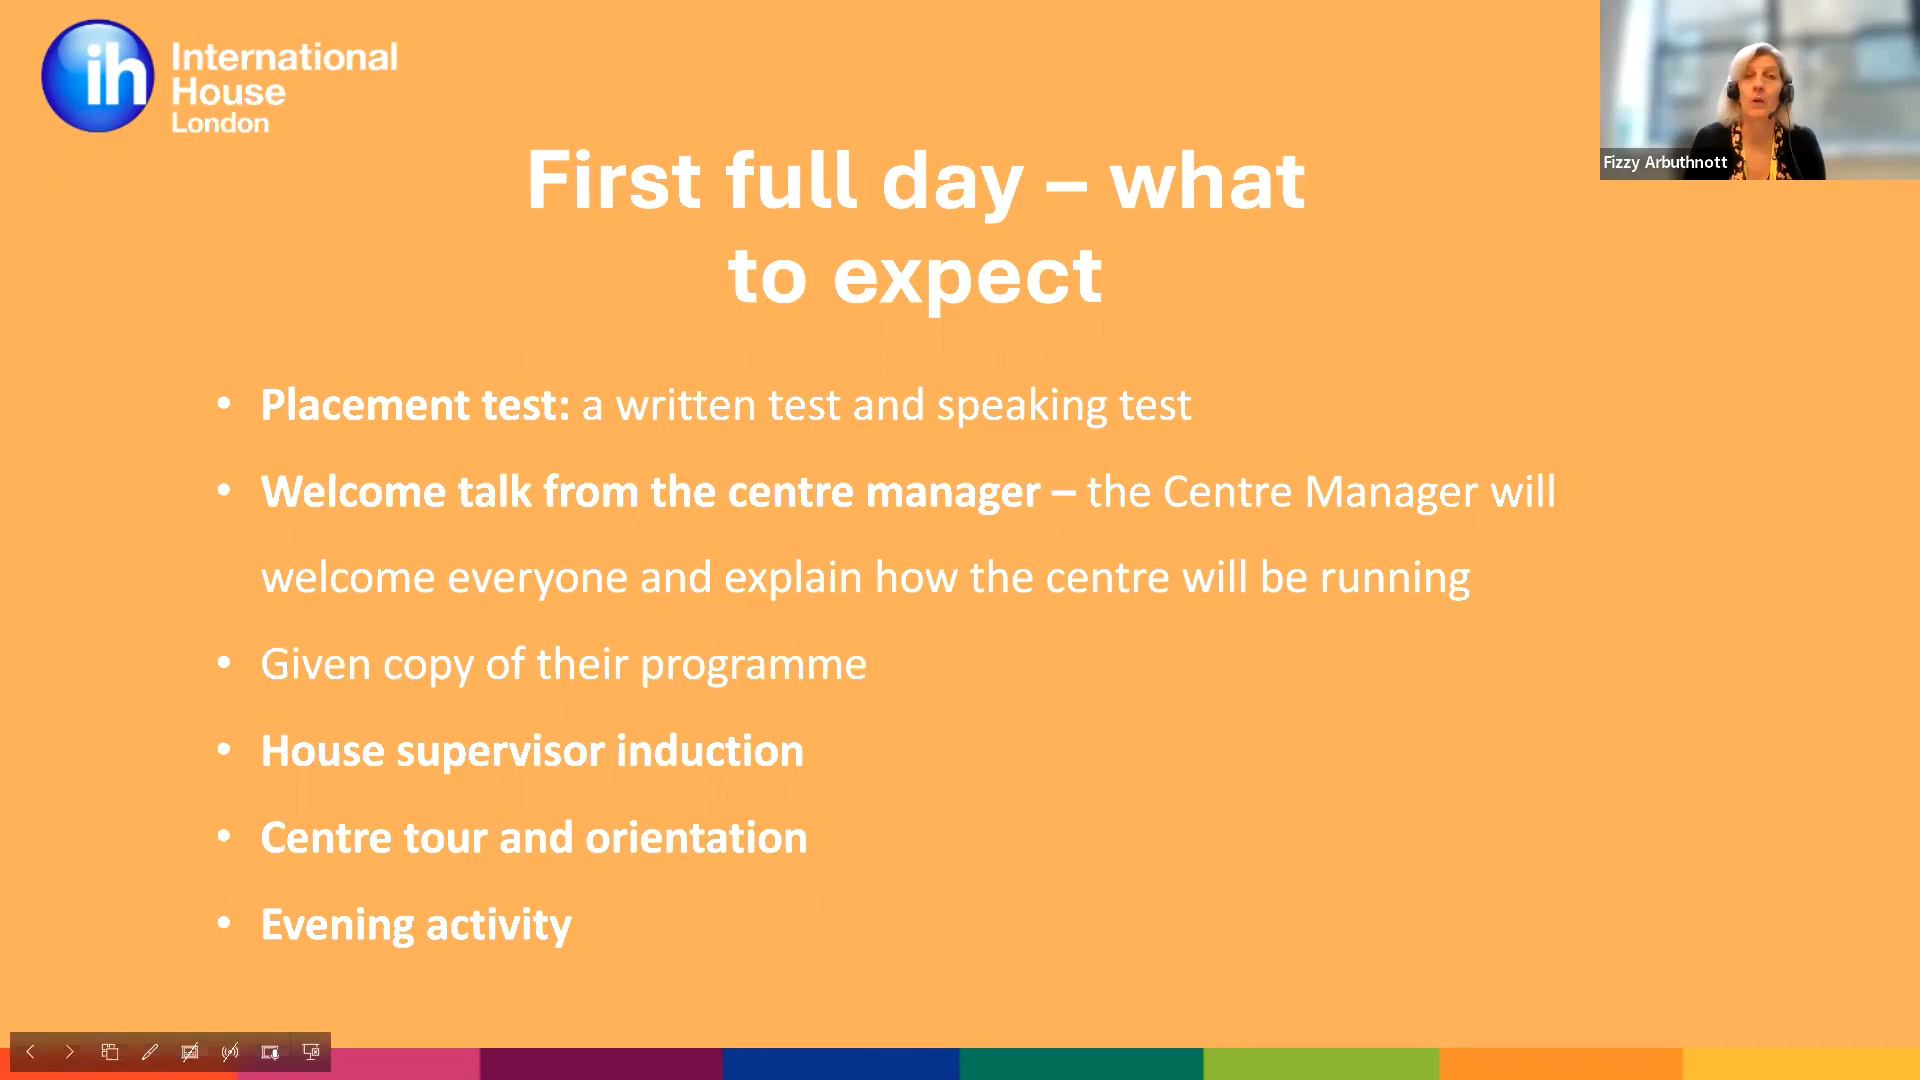 ih International
House
London
Fizzy Arbuthnott
First full day – what
to expect
• Placement test: a written test and speaking test
• Welcome talk from the centre manager – the Centre Manager will
welcome everyone and explain how the centre will be running
• Given copy of their programme
• House supervisor induction
• Centre tour and orientation
• Evening activity